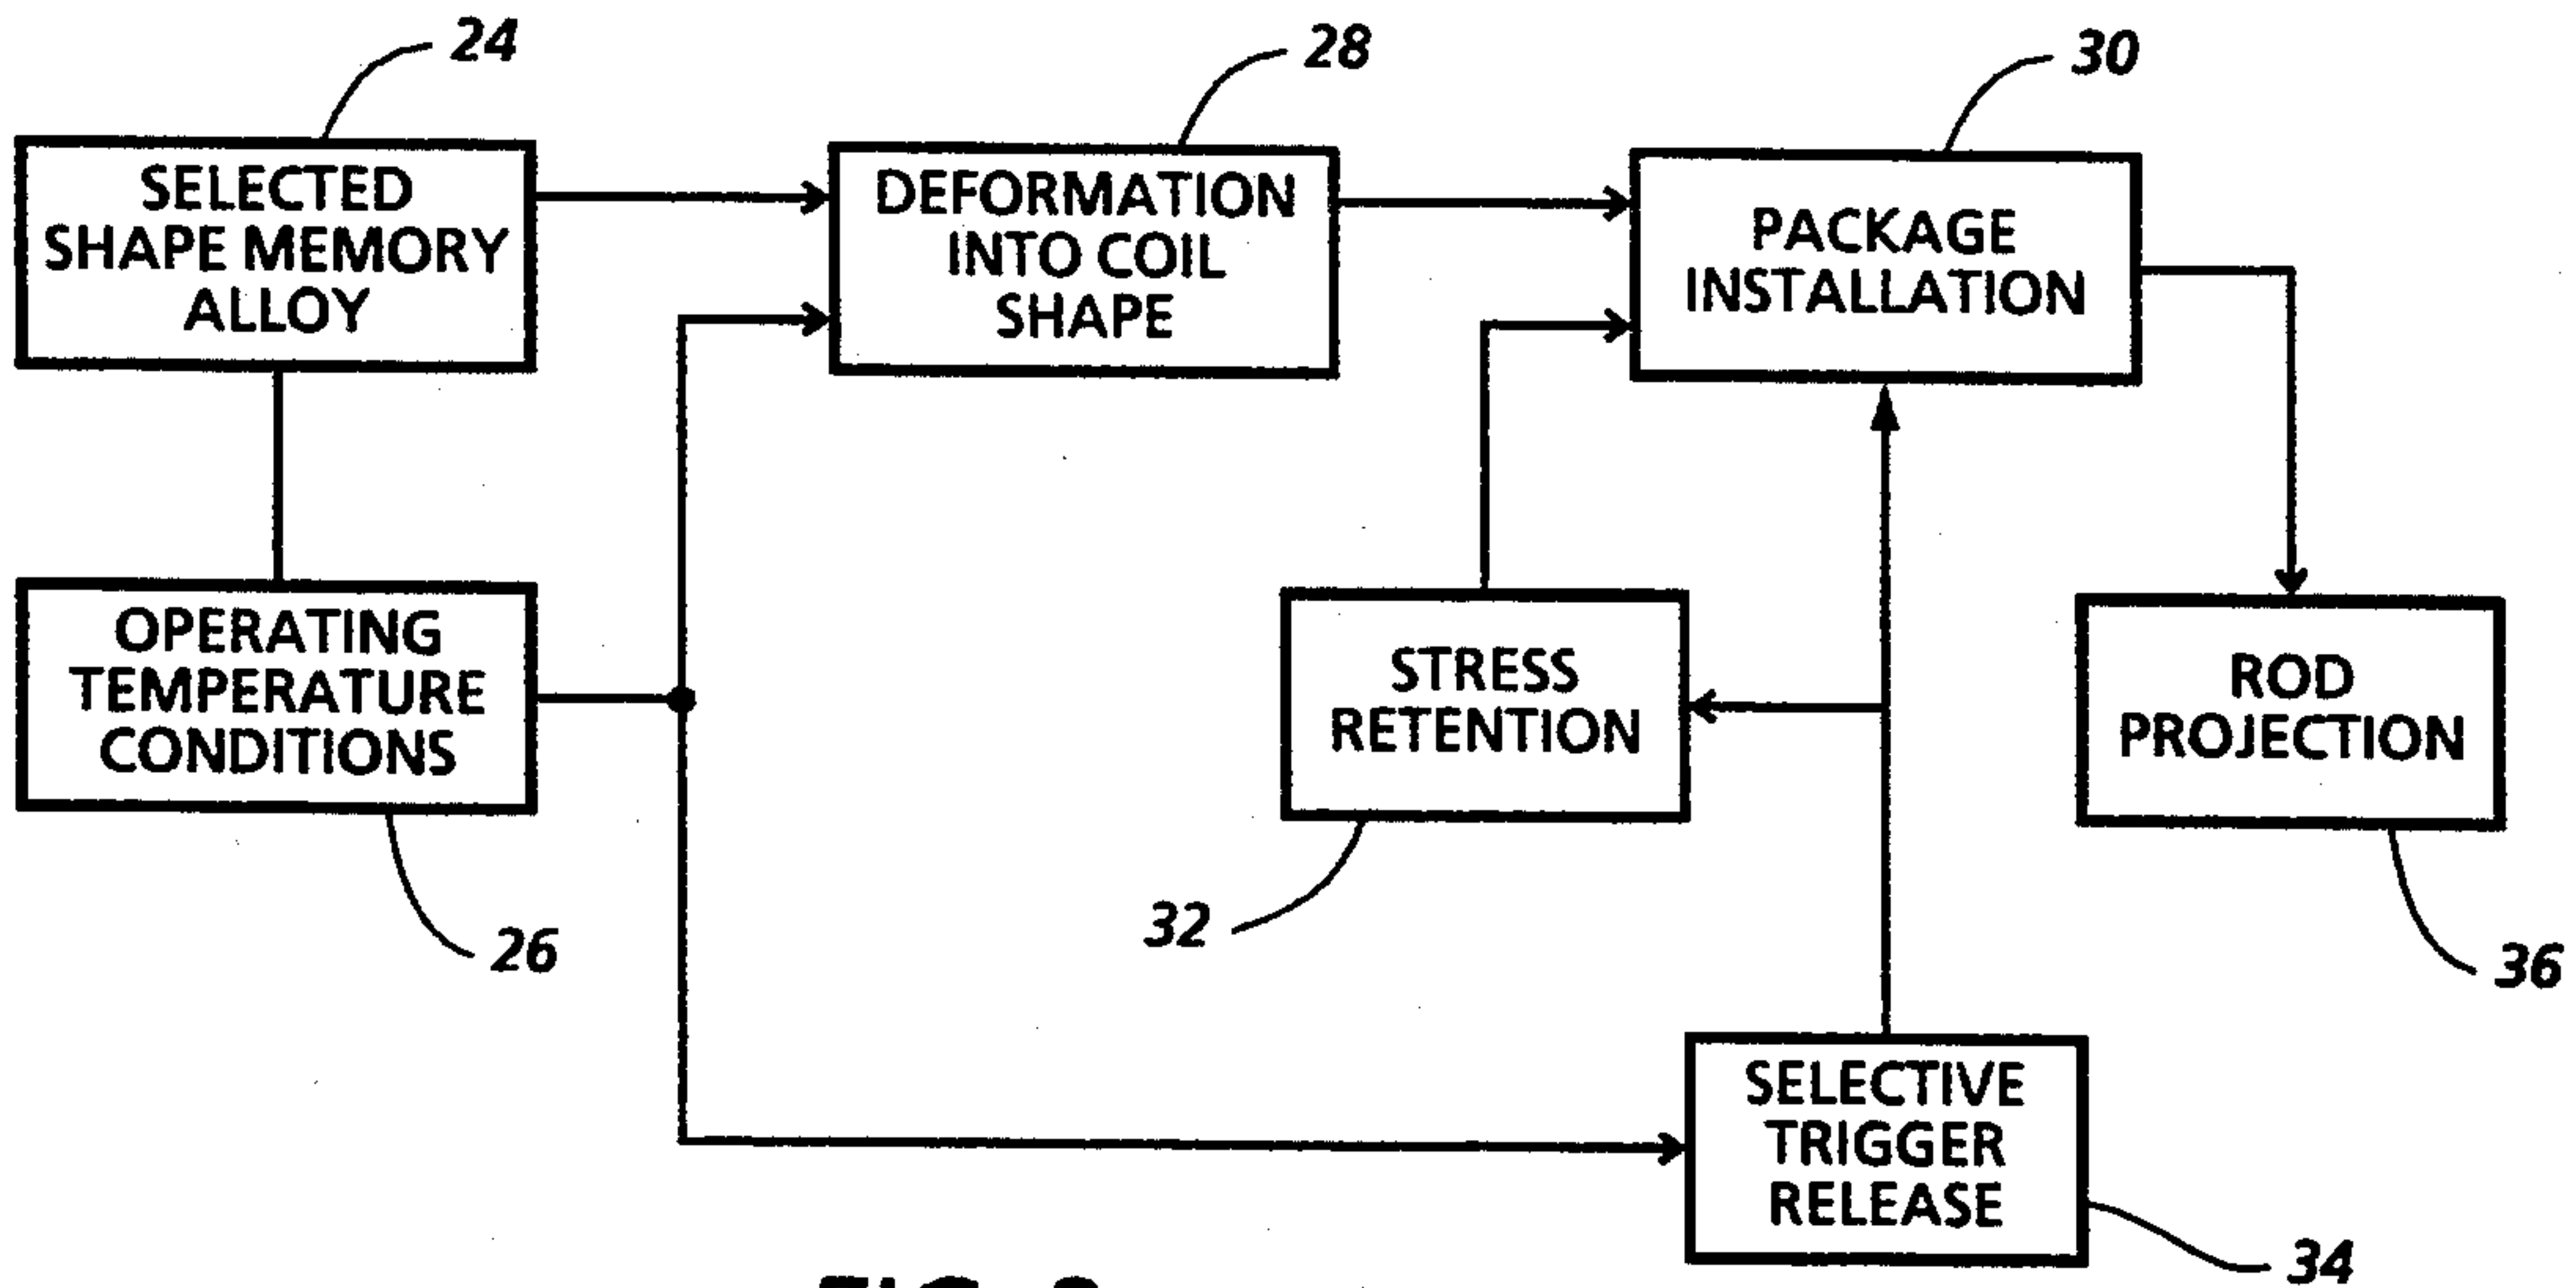 24
28
30
SELECTED
SHAPE MEMORY
ALLOY
DEFORMATION
INTO COIL
SHAPE
PACKAGE
INSTALLATION
OPERATING
TEMPERATURE
CONDITIONS
STRESS
RETENTION
ROD
PROJECTION
32
26
36
SELECTIVE
TRIGGER
RELEASE
34